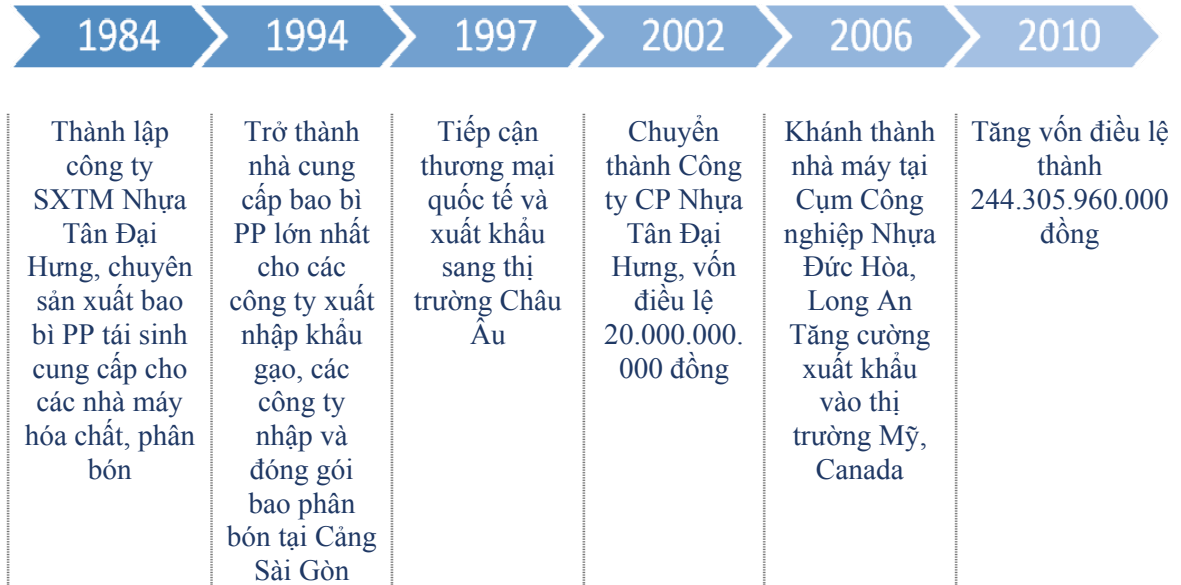 1984
1994
1997
2002
2006
2010
Thành lập
công ty
SXTM Nhựa
Tân Đại
Hưng, chuyên
sản xuất bao
bì PP tái sinh
cung cấp cho
các nhà máy
hóa chất, phân
bón
Trở thành
nhà cung
cấp bao bì
PP lớn nhất
cho các
công ty xuất
nhập khẩu
gạo, các
công ty
nhập và
đóng gói
bao phân
bón tại Cảng
Sài Gòn
Tiếp cận
thương mại
quốc tế và
xuất khẩu
sang thị
trường Châu
Âu
Chuyển
thành Công
ty CP Nhựa
Tân Đại
Hưng, vốn
điều lệ
20.000.000.
000 đồng
Khánh thành
nhà máy tại
Cụm Công
nghiệp Nhựa
Đức Hòa,
Long An
Tăng cường
xuất khẩu
vào thị
trường Mỹ,
Canada
Tăng vốn điều lệ
thành
244.305.960.000
đồng